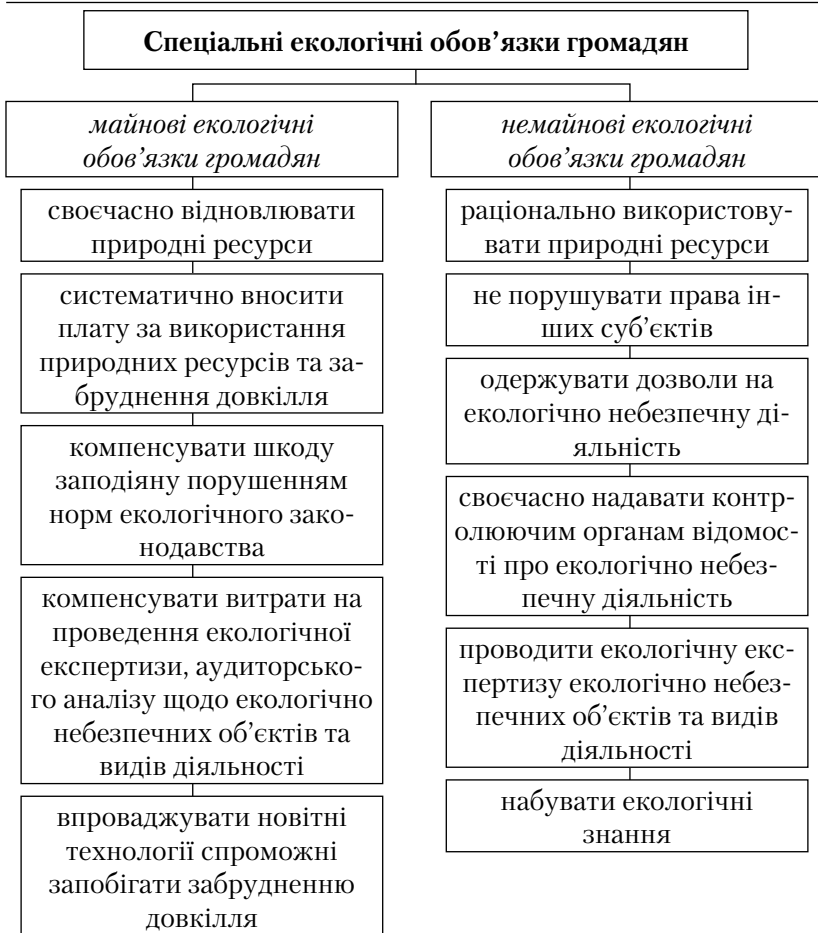 Спеціальні екологічні обов’язки громадян
майнові екологічні
обов’язки громадян
своєчасно відновлювати
природні ресурси
систематично вносити
плату за використання
природних ресурсів та за-
бруднення довкілля
компенсувати шкоду
заподіяну порушенням
норм екологічного зако-
нодавства
компенсувати витрати на
проведення екологічної
експертизи, аудиторсько-
го аналізу щодо екологічно
небезпечних об’єктів та
видів діяльності
впроваджувати новітні
технології спроможні
запобігати забрудненню
довкілля
немайнові екологічні
обов’язки громадян
раціонально використову-
вати природні ресурси
не порушувати права ін-
ших суб’єктів
одержувати дозволи на
екологічно небезпечну ді-
яльність
своєчасно надавати контр-
олюючим органам відомос-
ті про екологічно небез-
печну діяльність
проводити екологічну екс-
пертизу екологічно небез-
печних об’єктів та видів
діяльності
набувати екологічні
знання